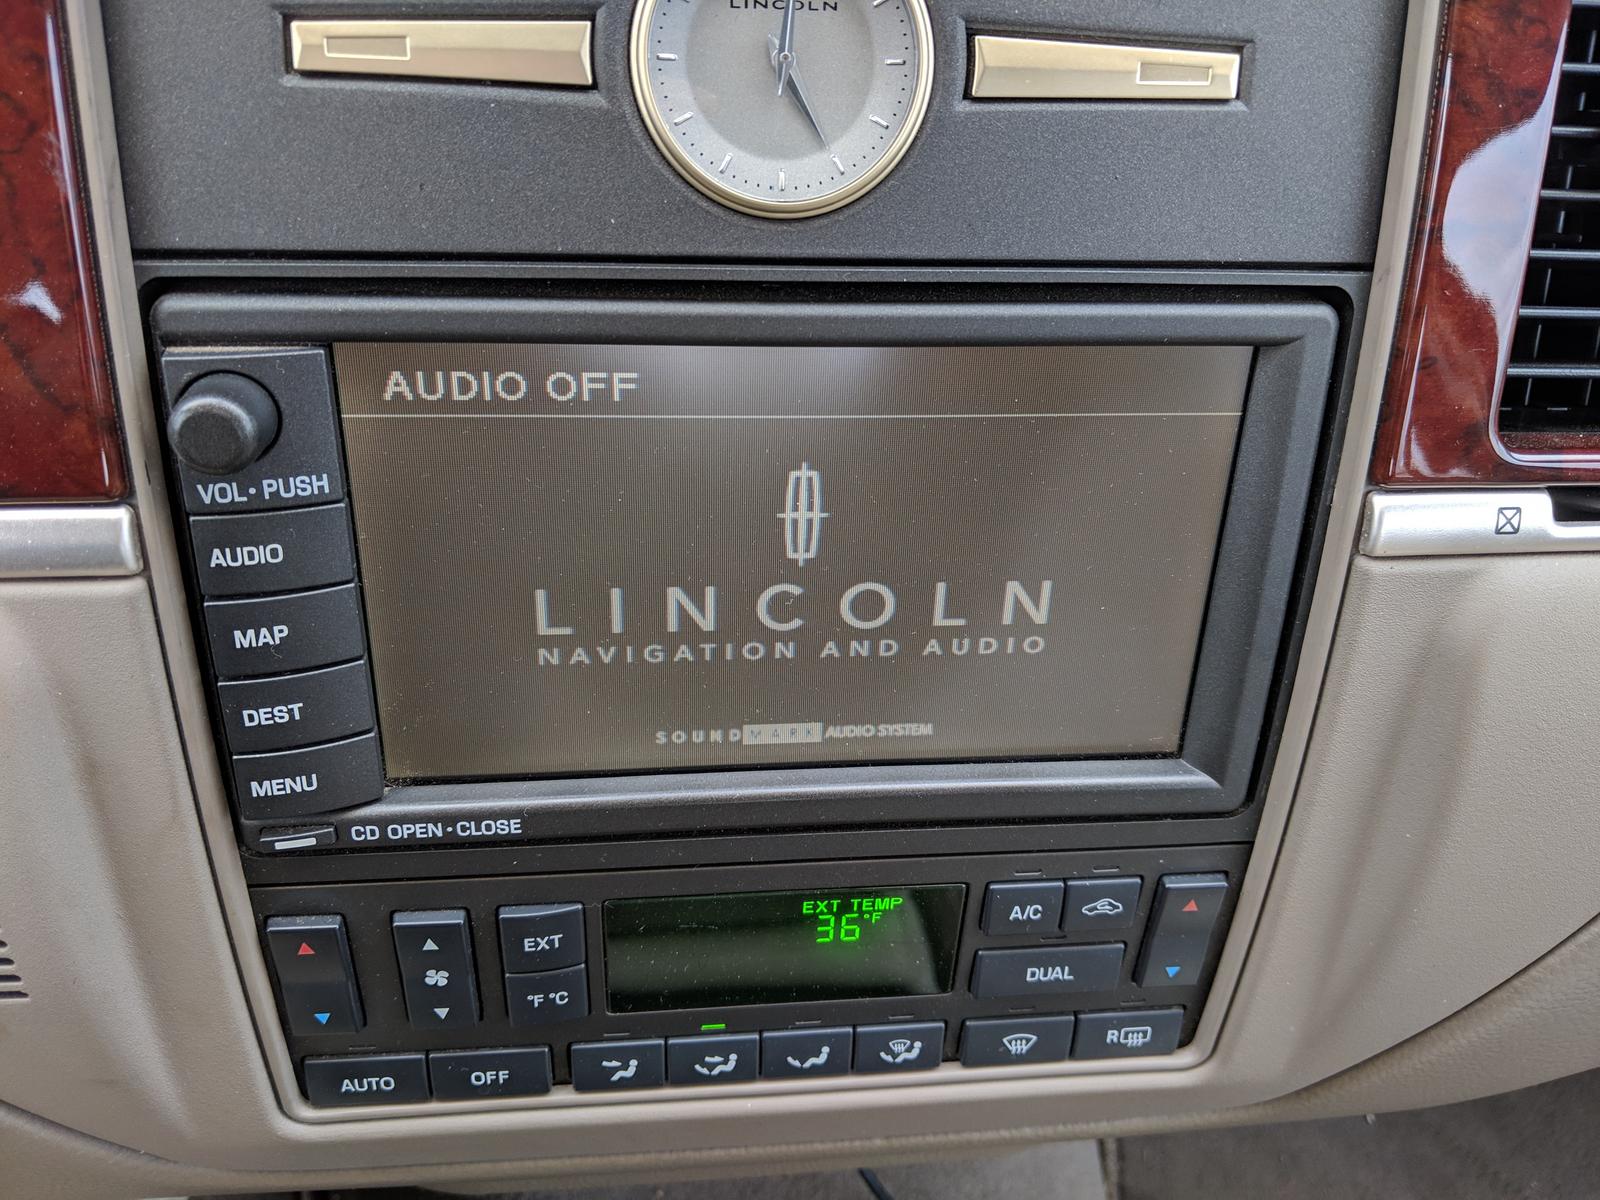 LINCOLN
AUDIO OFF
VOL• PUSH
AUDIO
MAP
DEST
MENU
LINCOLN
NAVIGATION AND AUDIO
SOUNDMARK AUDIO SYSTEM
CD OPEN•CLOSE
EXT TEMP
36°F
EXT
°F °C
A/C
DUAL
AUTO
OFF
R